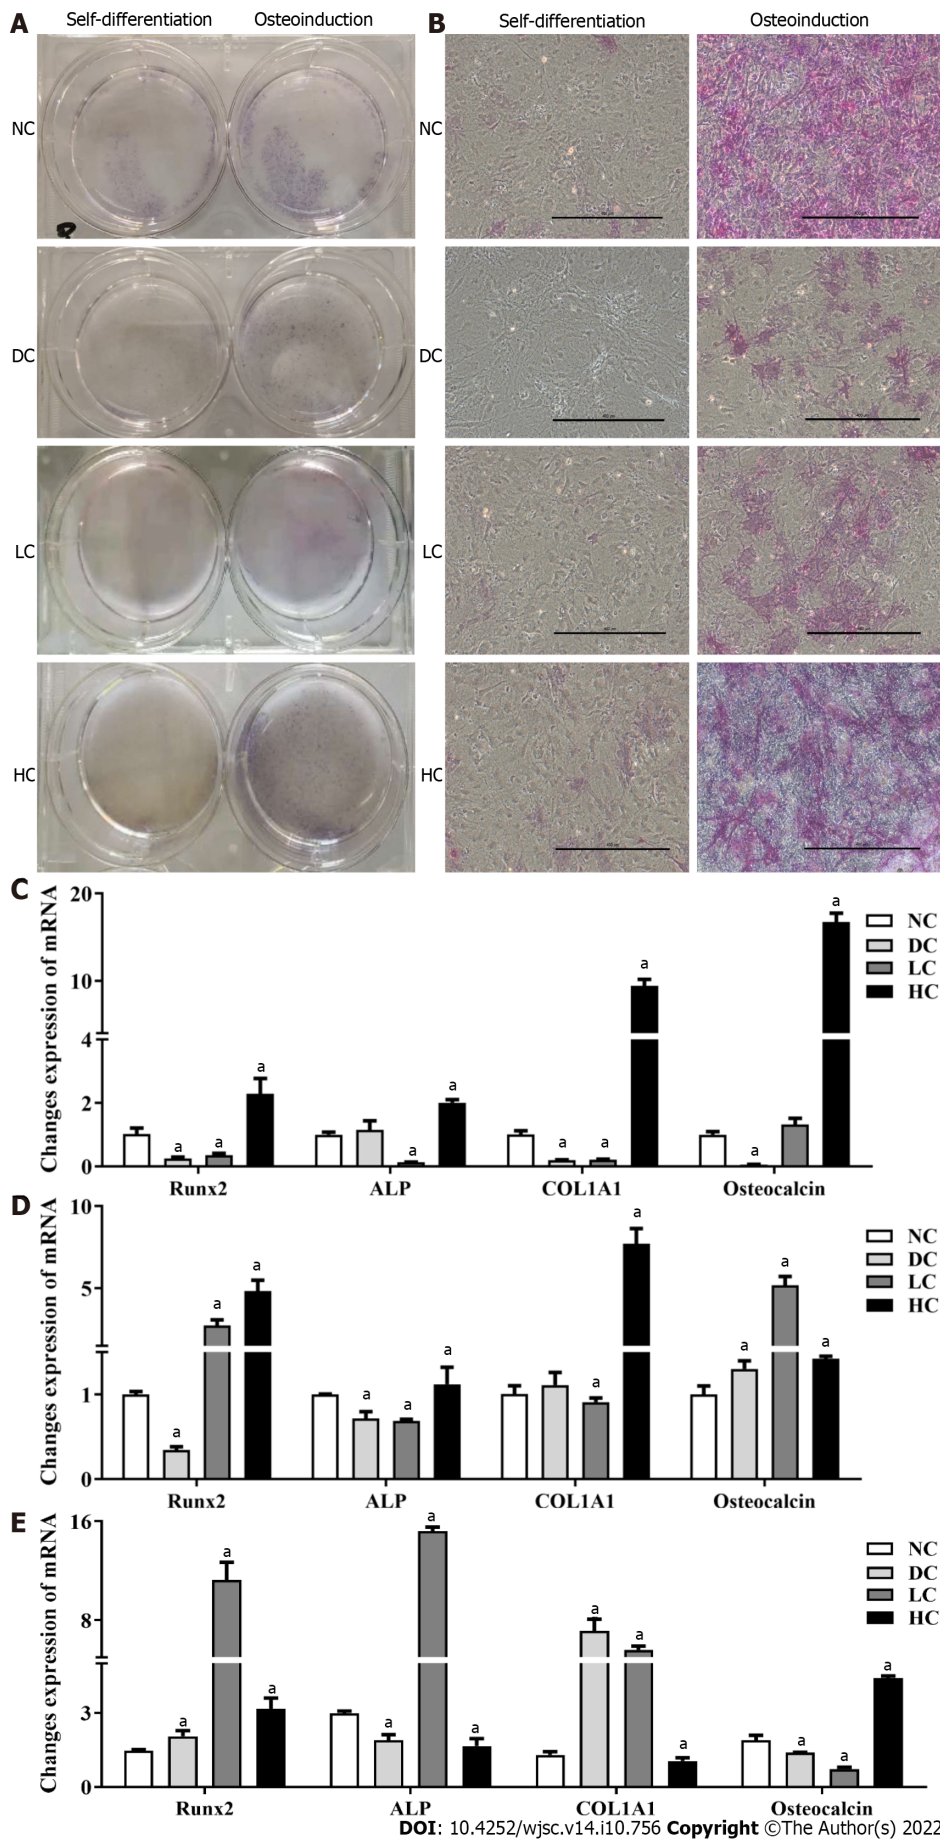 A Self-differentiation Osteoinduction B Self-differentiation Osteoinduction
NC NC
DC DC
LC LC
HC HC
C
Changes expression of mRNA
20
10
4
2
0
a a a a a a a a a a
Runx2 ALP COL1A1 Osteocalcin
NC
DC
LC
HC
D
Changes expression of mRNA
10
5
1
0
a a a a a a a a a a a
Runx2 ALP COL1A1 Osteocalcin
NC
DC
LC
HC
E
Changes expression of mRNA
16
8
3
0
a a a a a a a a a a a a
Runx2 ALP COL1A1 Osteocalcin
NC
DC
LC
HC
DOI: 10.4252/wjsc.v14.i10.756 Copyright ©The Author(s) 2022